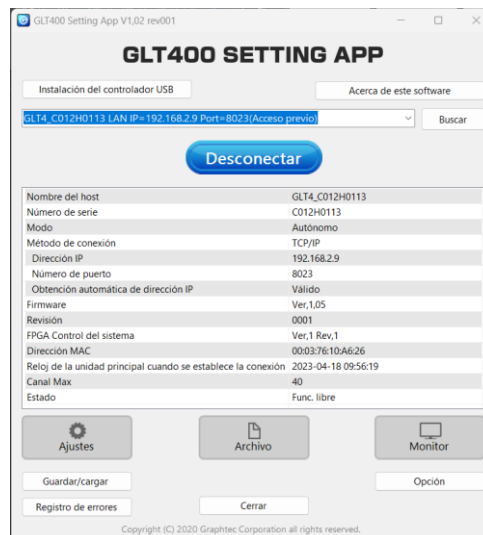 GLT400 Setting App V1,02 rev001
GLT400 SETTING APP
Instalación del controlador USB
Acerca de este software
GLT4_C012H0113 LAN IP=192.168.2.9 Port=8023(Acceso previo)
Buscar
Desconectar
Nombre del host GLT4_C012H0113
Número de serie C012H0113
Modo Autónomo
Método de conexión TCP/IP
Dirección IP 192.168.2.9
Número de puerto 8023
Obtención automática de dirección IP Válido
Firmware Ver,1,05
Revisión 0001
FPGA Control del sistema Ver,1 Rev,1
Dirección MAC 00:03:76:10:A6:26
Reloj de la unidad principal cuando se establece la conexión 2023-04-18 09:56:19
Canal Max 40
Estado Func. libre
Ajustes
Archivo
Monitor
Guardar/cargar
Opción
Registro de errores
Cerrar
Copyright (C) 2020 Graphtec Corporation all rights reserved.